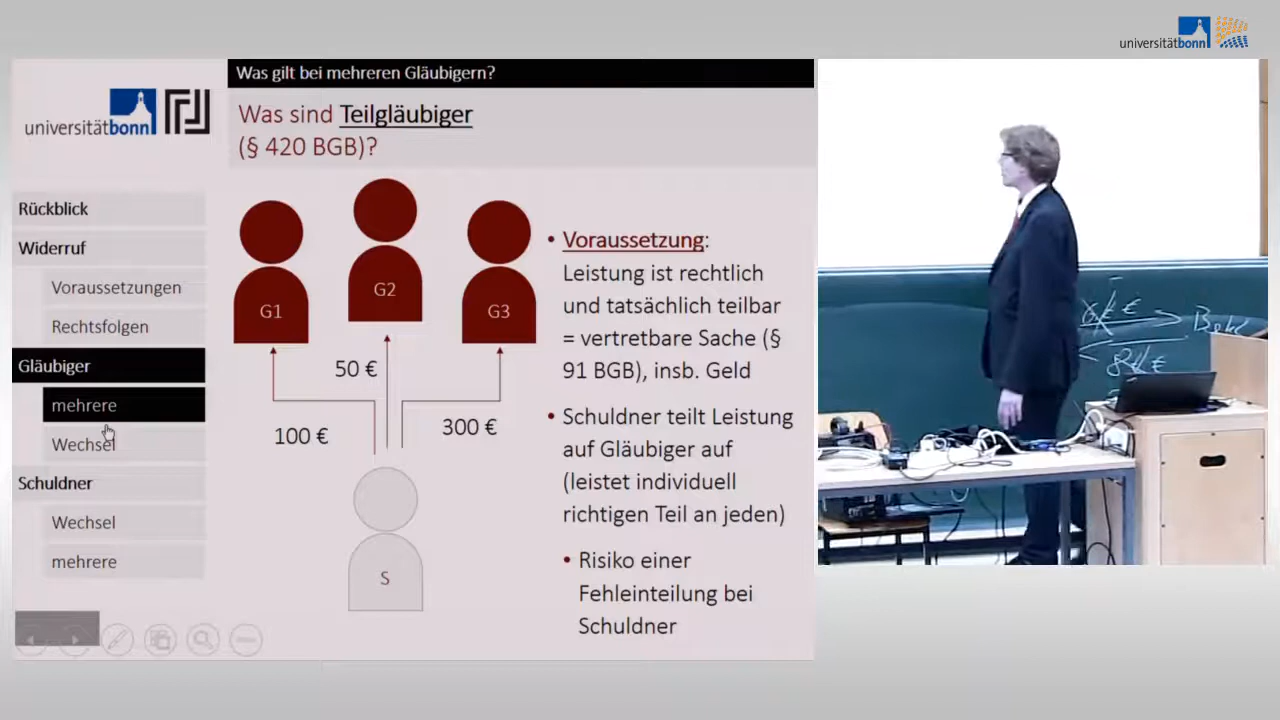 universitätbonn
Was gilt bei mehreren Gläubigern?
universitätbonn
Was sind Teilgläubiger
(§ 420 BGB)?
Rückblick
Widerruf
Voraussetzungen
Rechtsfolgen
Gläubiger
mehrere
Wechsel
Schuldner
Wechsel
mehrere
G1
G2
G3
50 €
100 €
300 €
S
• Voraussetzung:
Leistung ist rechtlich
und tatsächlich teilbar
= vertretbare Sache (§
91 BGB), insb. Geld
• Schuldner teilt Leistung
auf Gläubiger auf
(leistet individuell
richtigen Teil an jeden)
• Risiko einer
Fehleinteilung bei
Schuldner